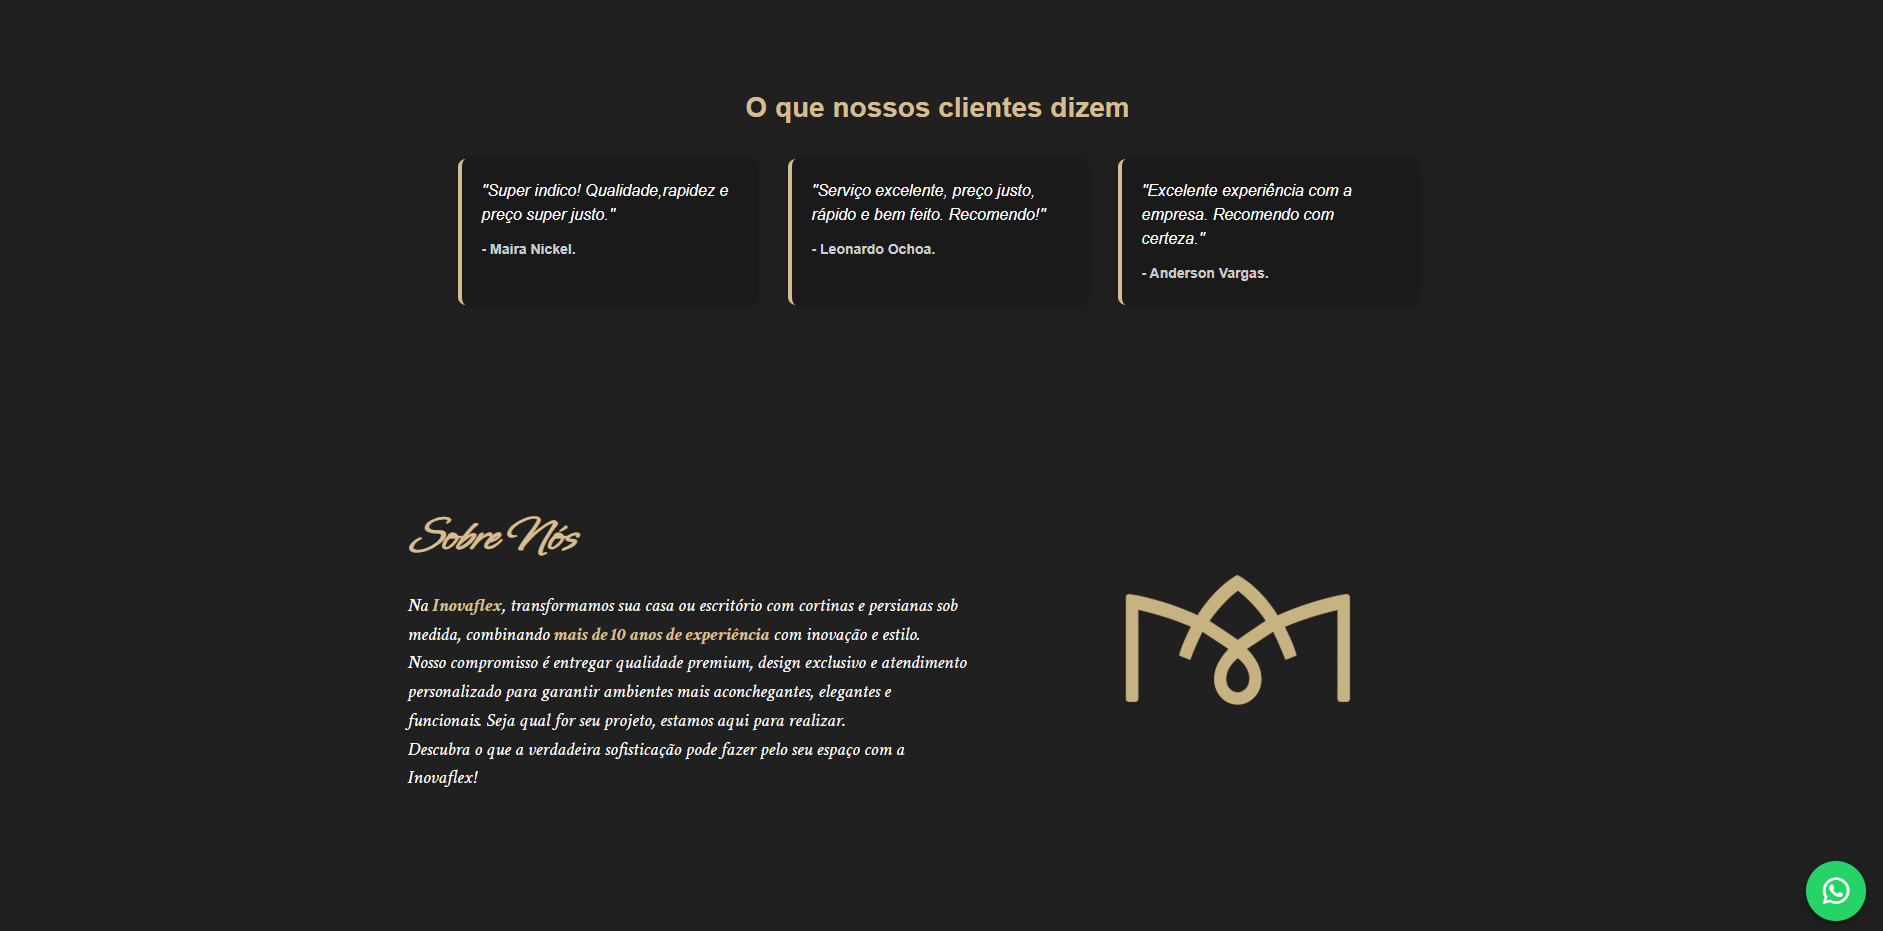 O que nossos clientes dizem
"Super indico! Qualidade,rapidez e
preço super justo."
- Maira Nickel.
"Serviço excelente, preço justo,
rápido e bem feito. Recomendo!"
- Leonardo Ochoa.
"Excelente experiência com a
empresa. Recomendo com
certeza."
- Anderson Vargas.
Sobre Nós
Na Inovaflex, transformamos sua casa ou escritório com cortinas e persianas sob
medida, combinando mais de 10 anos de experiência com inovação e estilo.
Nosso compromisso é entregar qualidade premium, design exclusivo e atendimento
personalizado para garantir ambientes mais aconchegantes, elegantes e
funcionais. Seja qual for seu projeto, estamos aqui para realizar.
Descubra o que a verdadeira sofisticação pode fazer pelo seu espaço com a
Inovaflex!